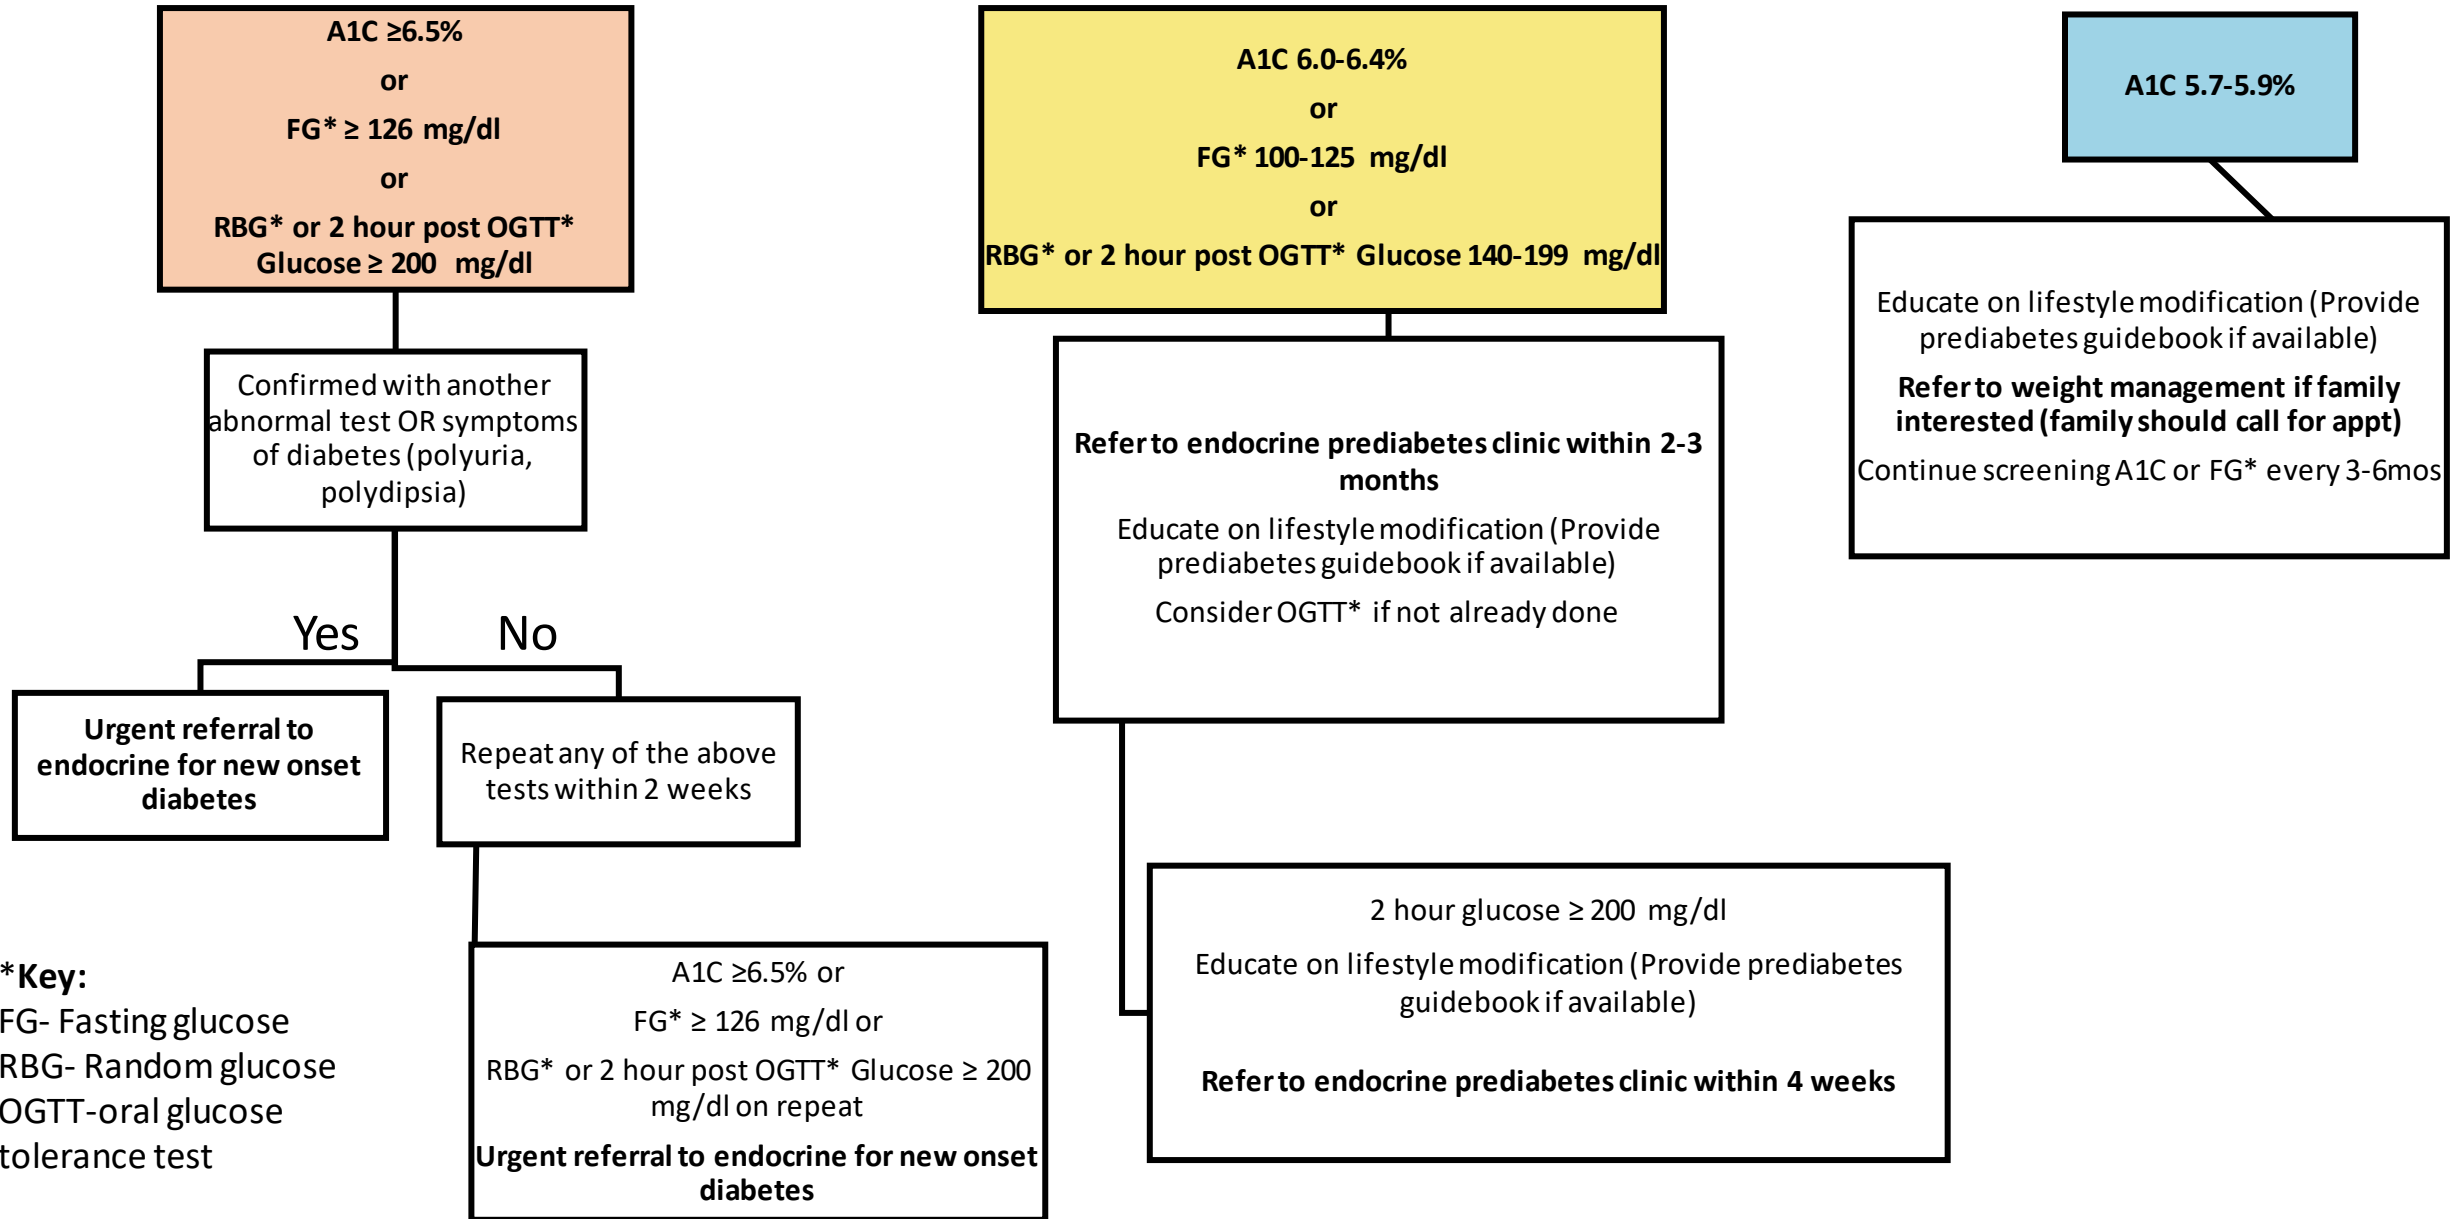 A1C ≥6.5%
or
FG* ≥ 126 mg/dl
or
RBG* or 2 hour post OGTT*
Glucose ≥ 200 mg/dl
Confirmed with another
abnormal test OR symptoms
of diabetes (polyuria,
polydipsia)
Yes
No
Urgent referral to
endocrine for new onset
diabetes
Repeat any of the above
tests within 2 weeks
A1C ≥6.5% or
FG* ≥ 126 mg/dl or
RBG* or 2 hour post OGTT* Glucose ≥ 200
mg/dl on repeat
Urgent referral to endocrine for new onset
diabetes
*Key:
FG- Fasting glucose
RBG- Random glucose
OGTT-oral glucose
tolerance test
A1C 6.0-6.4%
or
FG* 100-125 mg/dl
or
RBG* or 2 hour post OGTT* Glucose 140-199 mg/dl
Refer to endocrine prediabetes clinic within 2-3
months
Educate on lifestyle modification (Provide
prediabetes guidebook if available)
Consider OGTT* if not already done
2 hour glucose ≥ 200 mg/dl
Educate on lifestyle modification (Provide prediabetes
guidebook if available)
Refer to endocrine prediabetes clinic within 4 weeks
A1C 5.7-5.9%
Educate on lifestyle modification (Provide
prediabetes guidebook if available)
Refer to weight management if family
interested (family should call for appt)
Continue screening A1C or FG* every 3-6mos